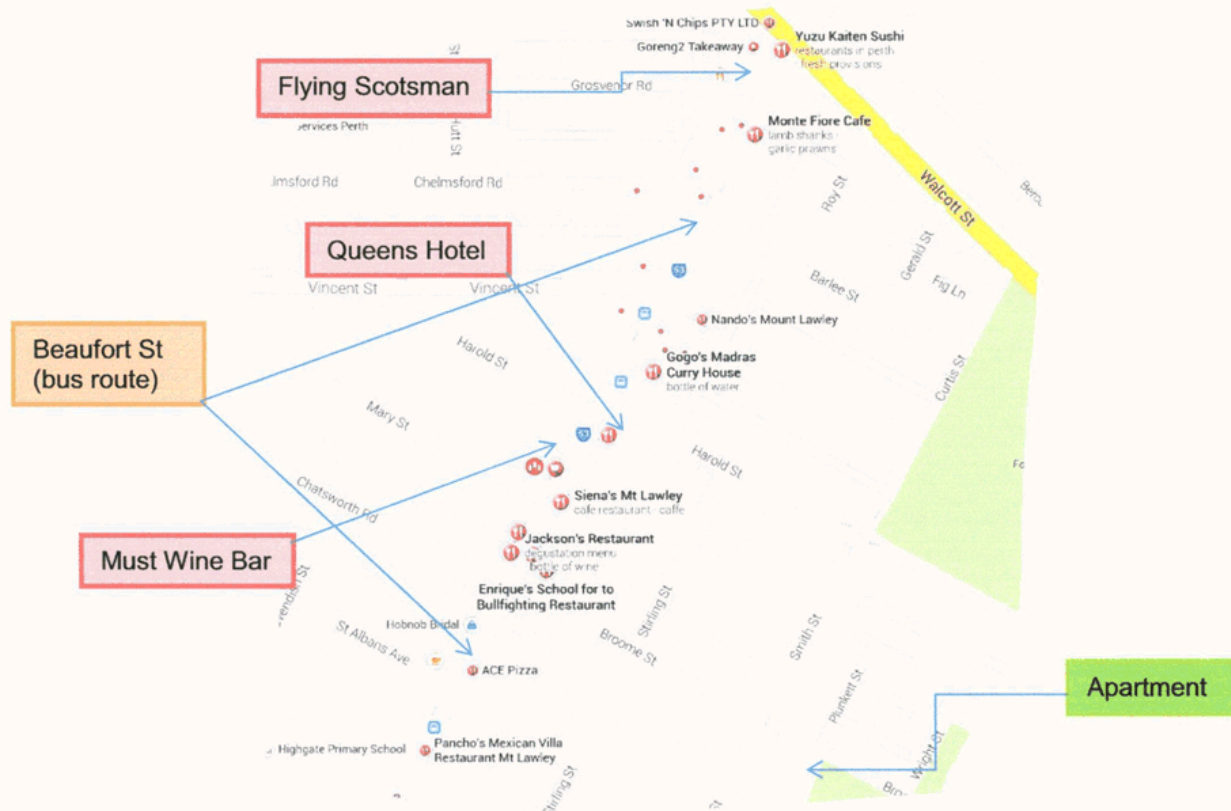 Swish 'N Chips PTY LTD
Yuzu Kaiten Sushi
restaurants in perth
fresh provisions
Goreng2 Takeaway
Flying Scotsman
Grosvenor Rd
Monte Fiore Cafe
lamb shanks
garlic prawns
ervices Perth
Hutt St
Chelmsford Rd
Roy St
Walcott St
Queens Hotel
Vincent St
Vincent St
53
Gerald St
Barlee St
Fig Ln
Nando's Mount Lawley
Beaufort St
(bus route)
Harold St
Gogo's Madras
Curry House
bottle of water
Curtis St
Mary St
53
Harold St
Chatsworth Rd
Siena's Mt Lawley
cafe restaurant - caffe
Must Wine Bar
Jackson's Restaurant
degustation menu
bottle of wine
Enrique's School for to
Bullfighting Restaurant
Stirling St
Hobnob Bridal
St Albans Ave
Broome St
Smith St
ACE Pizza
Plunkett St
Apartment
Highgate Primary School
Pancho's Mexican Villa
Restaurant Mt Lawley
Wright St
Stirling St